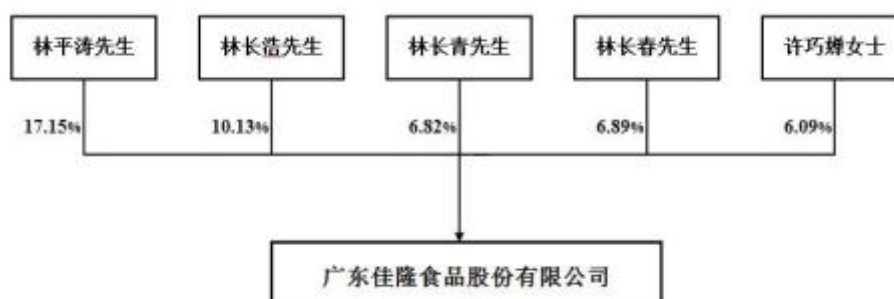 林平涛先生 林长浩先生 林长青先生 林长春先生 许巧婵女士
17.15% 10.13% 6.82% 6.89% 6.09%
广东佳隆食品股份有限公司